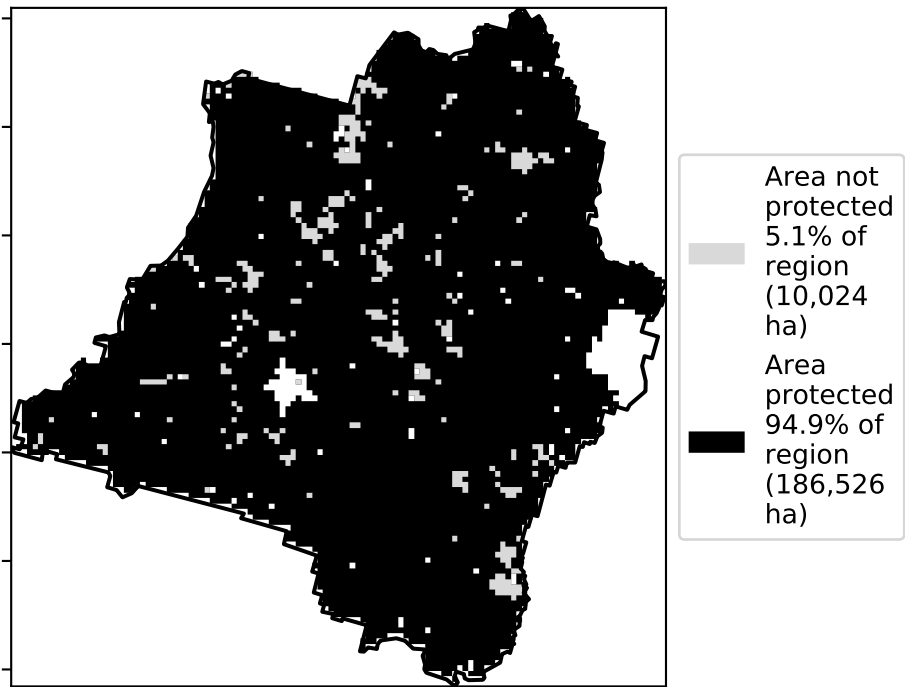 Area not
protected
5.1% of
region
(10,024
ha)
Area
protected
94.9% of
region
(186,526
ha)